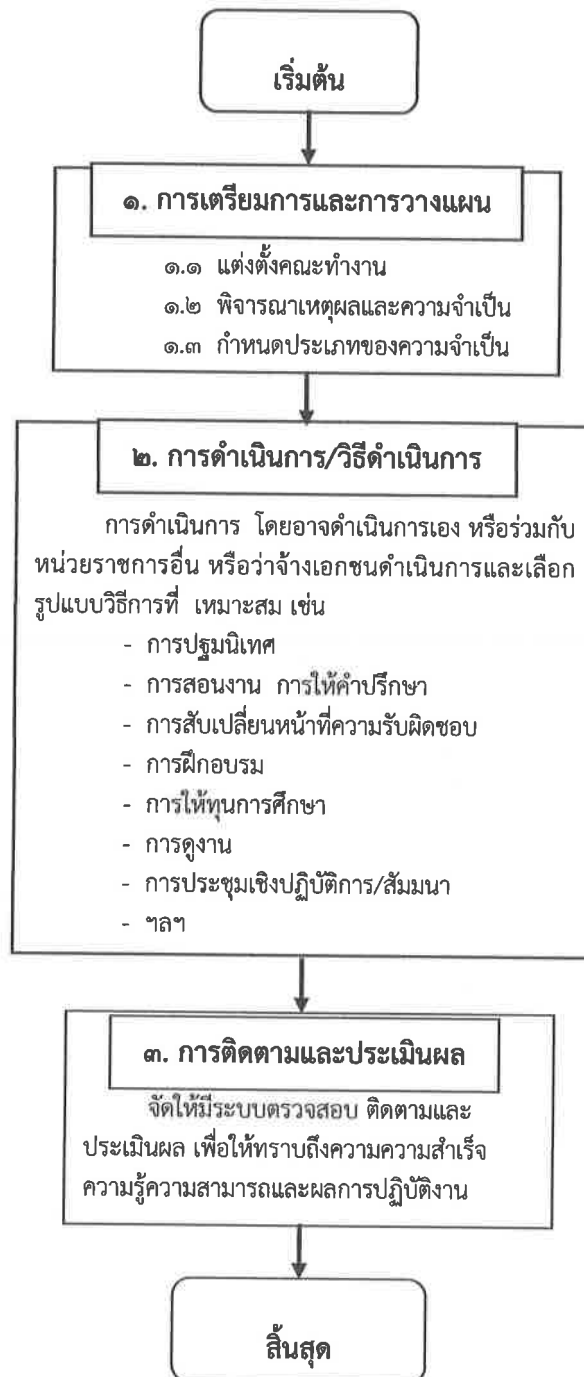 เริ่มต้น
๑. การเตรียมการและการวางแผน
๑.๑ แต่งตั้งคณะทำงาน
๑.๒ พิจารณาเหตุผลและความจำเป็น
๑.๓ กำหนดประเภทของความจำเป็น
๒. การดำเนินการ/วิธีดำเนินการ
การดำเนินการ โดยอาจดำเนินการเอง หรือร่วมกับ
หน่วยราชการอื่น หรือว่าจ้างเอกชนดำเนินการและเลือก
รูปแบบวิธีการที่ เหมาะสม เช่น
- การปฐมนิเทศ
- การสอนงาน การให้คำปรึกษา
- การสับเปลี่ยนหน้าที่ความรับผิดชอบ
- การฝึกอบรม
- การให้ทุนการศึกษา
- การดูงาน
- การประชุมเชิงปฏิบัติการ/สัมมนา
- ฯลฯ
๓. การติดตามและประเมินผล
จัดให้มีระบบตรวจสอบ ติดตามและ
ประเมินผล เพื่อให้ทราบถึงความความสำเร็จ
ความรู้ความสามารถและผลการปฏิบัติงาน
สิ้นสุด